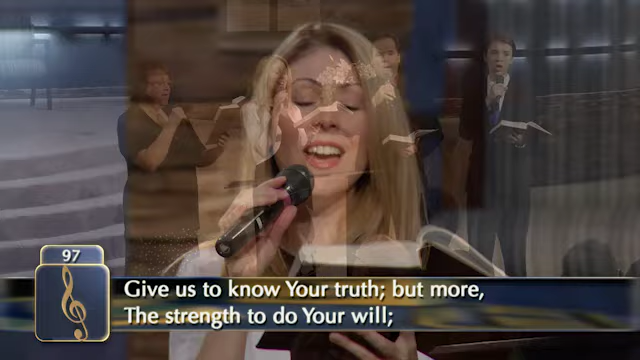 97
Give us to know Your truth; but more,
The strength to do Your will;